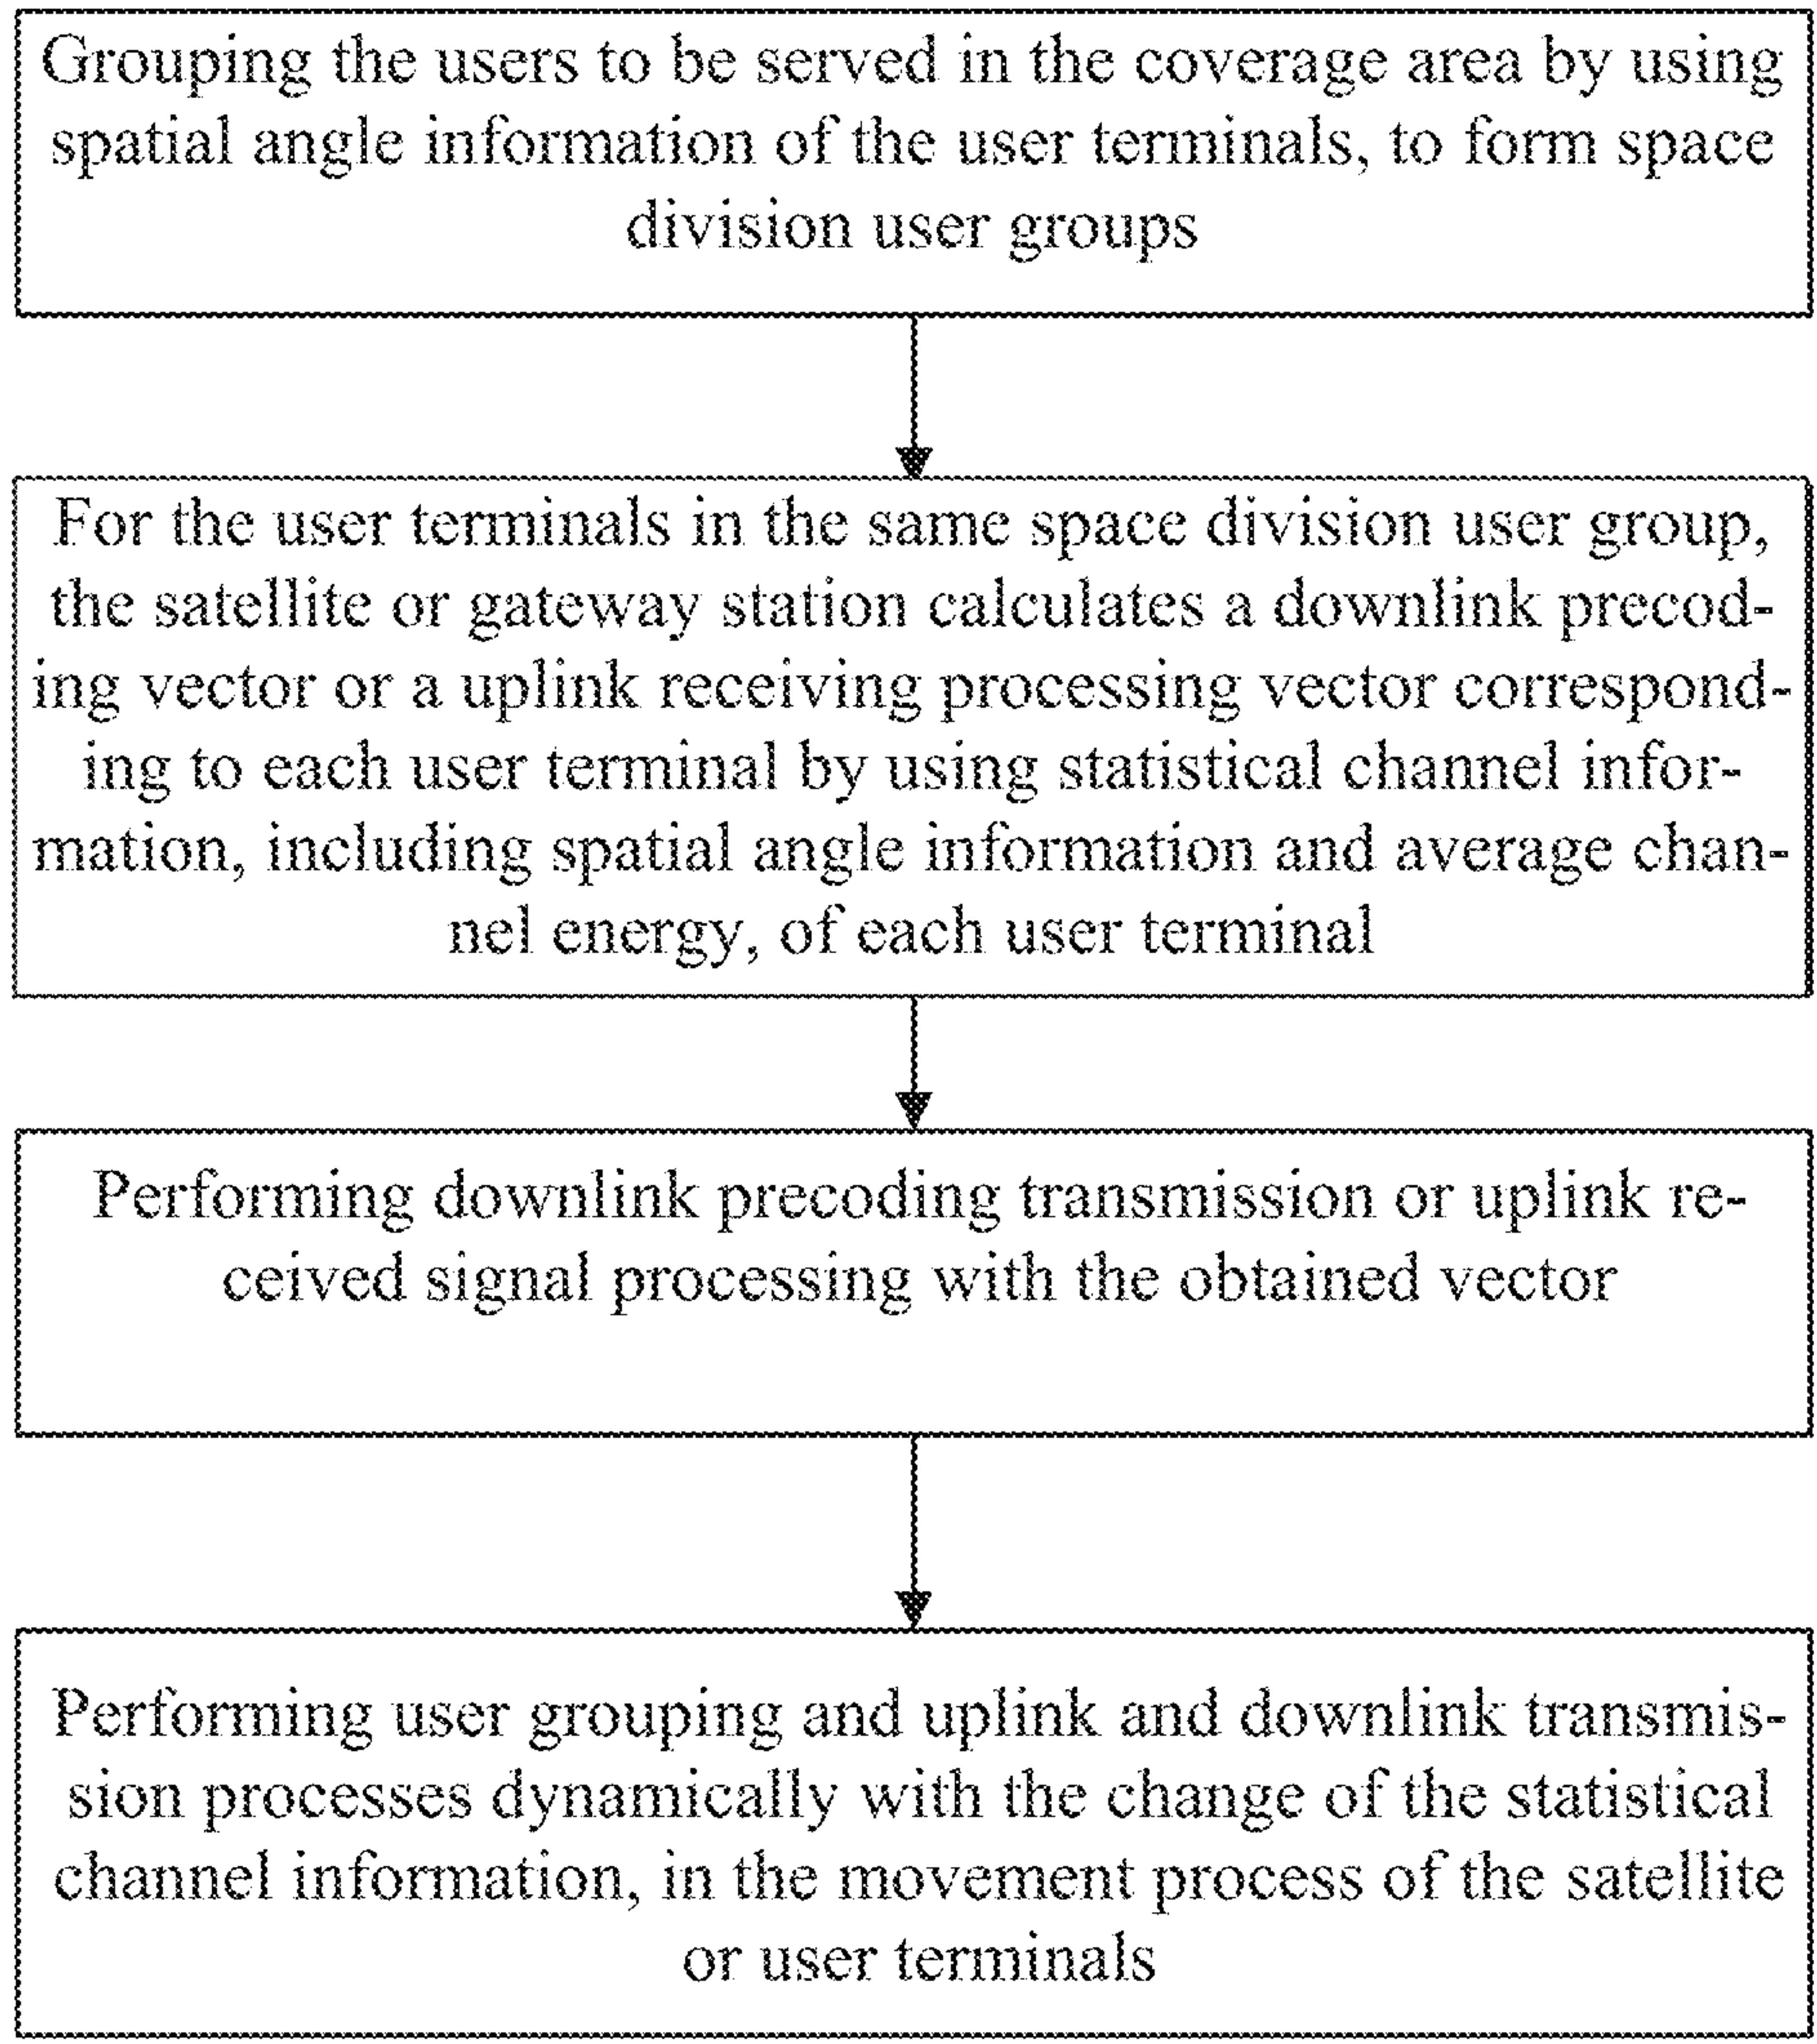 Grouping the users to be served in the coverage area by using
spatial angle information of the user terminals, to form space
division user groups
For the user terminals in the same space division user group,
the satellite or gateway station calculates a downlink precod-
ing vector or a uplink receiving processing vector correspond-
ing to each user terminal by using statistical channel infor-
mation, including spatial angle information and average chan-
nel energy, of each user terminal
Performing downlink precoding transmission or uplink re-
ceived signal processing with the obtained vector
Performing user grouping and uplink and downlink transmis-
sion processes dynamically with the change of the statistical
channel information, in the movement process of the satellite
or user terminals